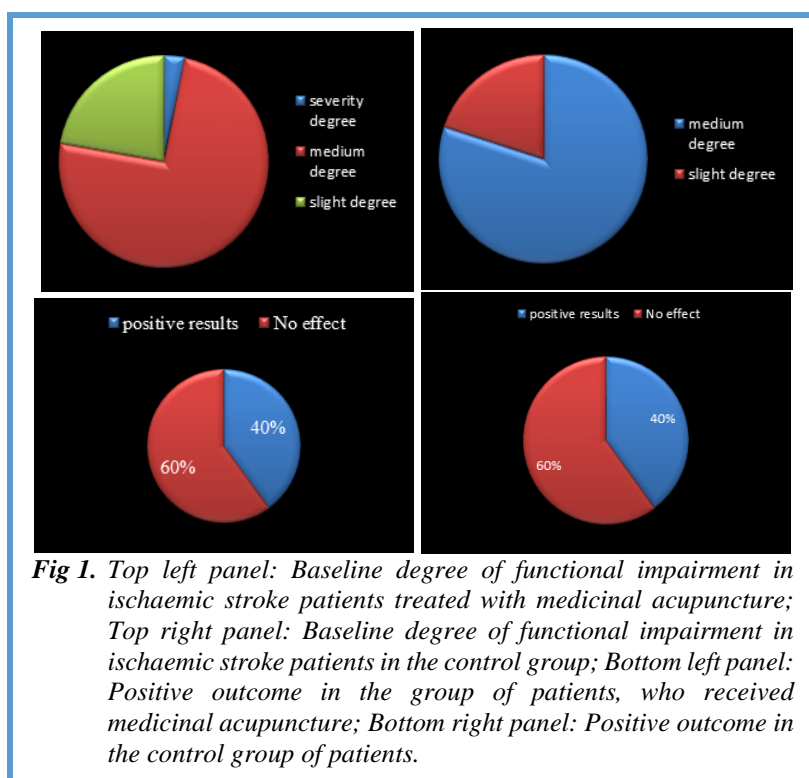 severity
degree
medium
degree
slight degree
medium
degree
slight degree
positive results No effect
40%
60%
positive results No effect
40%
60%
Fig 1. Top left panel: Baseline degree of functional impairment in
ischaemic stroke patients treated with medicinal acupuncture;
Top right panel: Baseline degree of functional impairment in
ischaemic stroke patients in the control group; Bottom left panel:
Positive outcome in the group of patients, who received
medicinal acupuncture; Bottom right panel: Positive outcome in
the control group of patients.